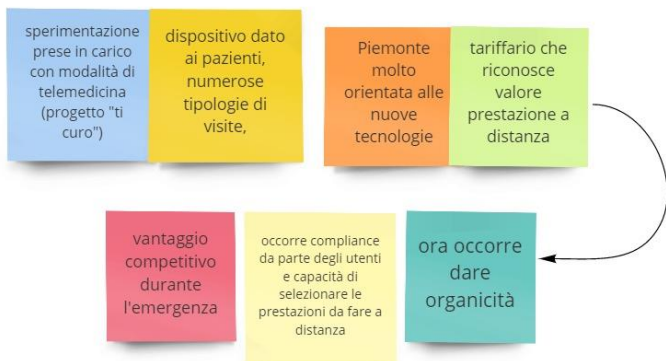 sperimentazione
prese in carico
con modalità di
telemedicina
(progetto "ti
curo")
dispositivo dato
ai pazienti,
numerose
tipologie di
visite,
Piemonte
molto
orientata alle
nuove
tecnologie
tariffario che
riconosce
valore
prestazione a
distanza
vantaggio
competitivo
durante
l'emergenza
occorre compliance
da parte degli utenti
e capacità di
selezionare le
prestazioni da fare a
distanza
ora occorre
dare
organicità